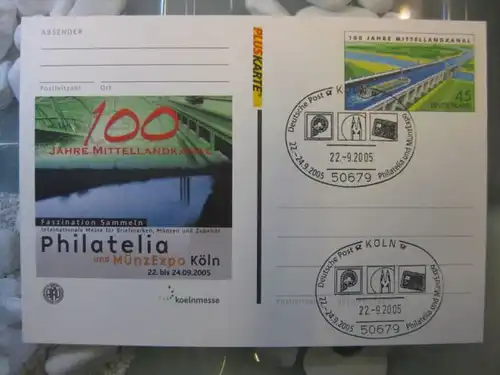 ABSENDER
Postleitzahl Ort
100
JAHRE MITTELLANDKANAL
Faszination Sammeln
Internationale Messe für Briefmarken, Münzen und Zubehör
Philatelia
und MünzExpo Köln
22. bis 24.09.2005
koelnmesse
PLUSKARTE
100 JAHRE MITTELLANDKANAL
45
DEUTSCHLAND
Deutsche Post K
22.-9.2005
22.-24.9.2005 Philatelia und MünzExpo
50679
Deutsche Post KÖLN
22.-9.2005
22.-24.9.2005 Philatelia und MünzExpo
50679